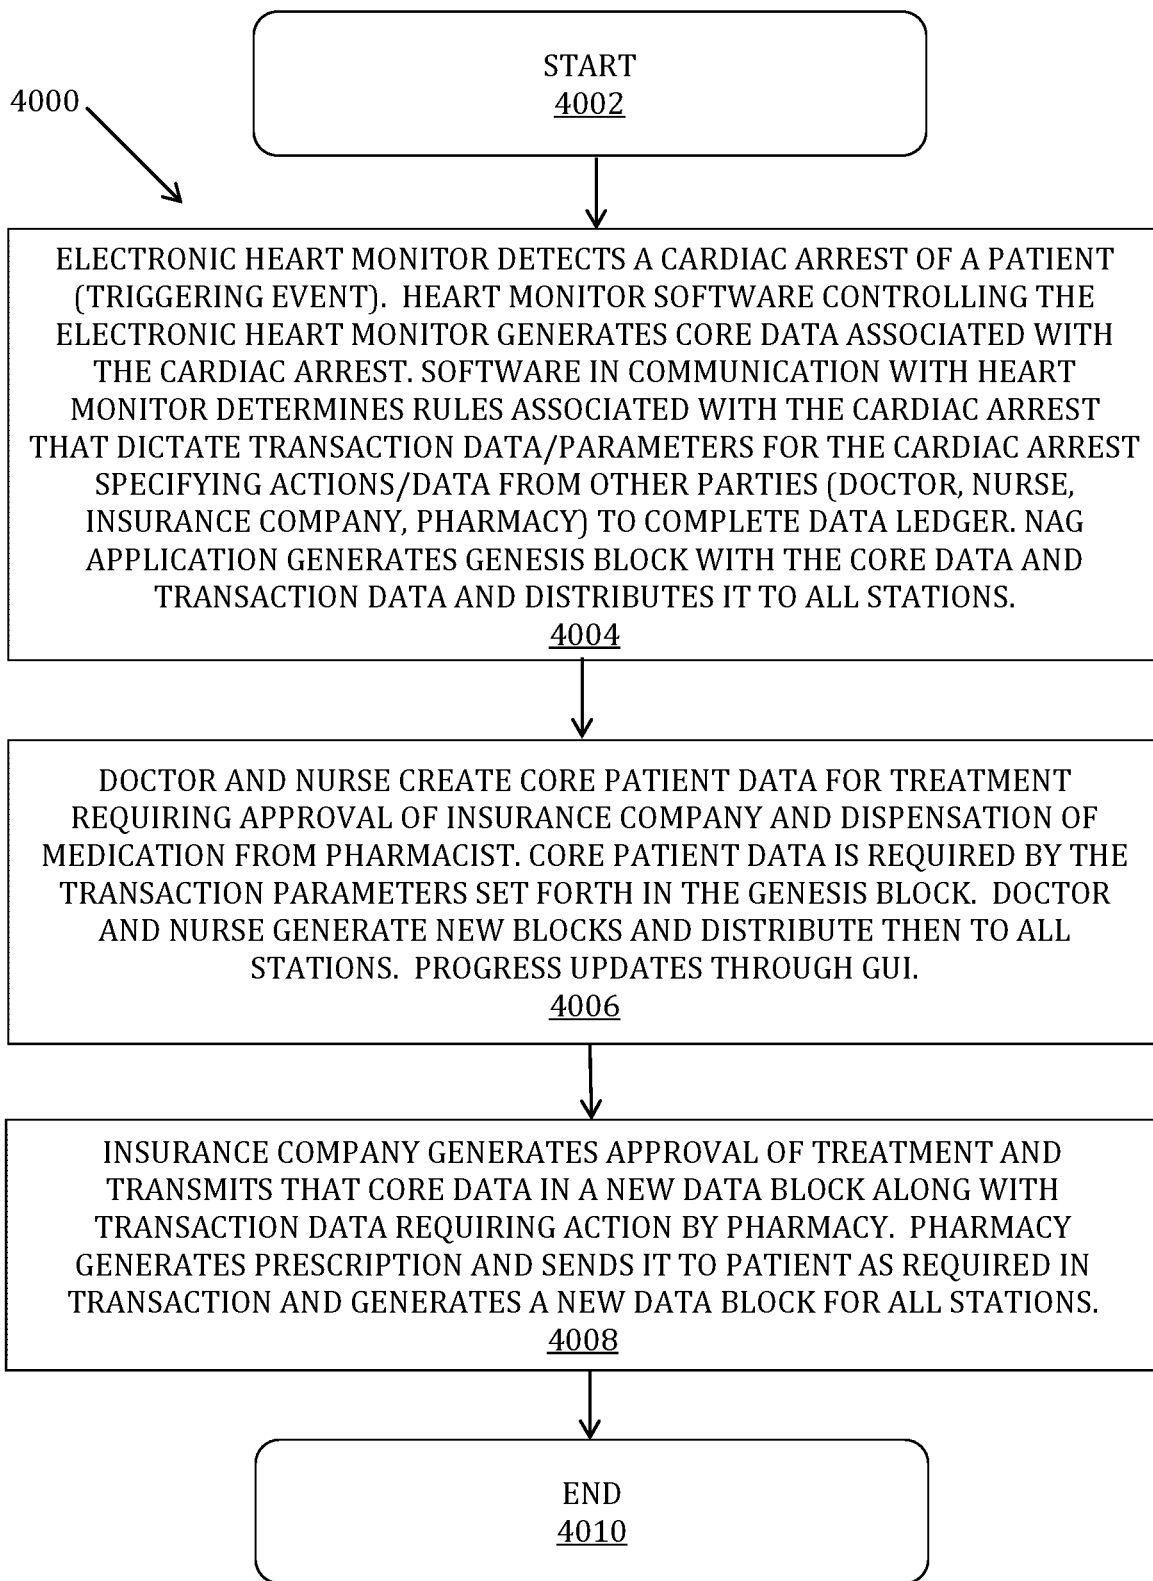 START
4002
4000
ELECTRONIC HEART MONITOR DETECTS A CARDIAC ARREST OF A PATIENT
(TRIGGERING EVENT).  HEART MONITOR SOFTWARE CONTROLLING THE
ELECTRONIC HEART MONITOR GENERATES CORE DATA ASSOCIATED WITH
THE CARDIAC ARREST. SOFTWARE IN COMMUNICATION WITH HEART
MONITOR DETERMINES RULES ASSOCIATED WITH THE CARDIAC ARREST
THAT DICTATE TRANSACTION DATA/PARAMETERS FOR THE CARDIAC ARREST
SPECIFYING ACTIONS/DATA FROM OTHER PARTIES (DOCTOR, NURSE,
INSURANCE COMPANY, PHARMACY) TO COMPLETE DATA LEDGER. NAG
APPLICATION GENERATES GENESIS BLOCK WITH THE CORE DATA AND
TRANSACTION DATA AND DISTRIBUTES IT TO ALL STATIONS.
4004
DOCTOR AND NURSE CREATE CORE PATIENT DATA FOR TREATMENT
REQUIRING APPROVAL OF INSURANCE COMPANY AND DISPENSATION OF
MEDICATION FROM PHARMACIST. CORE PATIENT DATA IS REQUIRED BY THE
TRANSACTION PARAMETERS SET FORTH IN THE GENESIS BLOCK.  DOCTOR
AND NURSE GENERATE NEW BLOCKS AND DISTRIBUTE THEN TO ALL
STATIONS.  PROGRESS UPDATES THROUGH GUI.
4006
INSURANCE COMPANY GENERATES APPROVAL OF TREATMENT AND
TRANSMITS THAT CORE DATA IN A NEW DATA BLOCK ALONG WITH
TRANSACTION DATA REQUIRING ACTION BY PHARMACY.  PHARMACY
GENERATES PRESCRIPTION AND SENDS IT TO PATIENT AS REQUIRED IN
TRANSACTION AND GENERATES A NEW DATA BLOCK FOR ALL STATIONS.
4008
END
4010